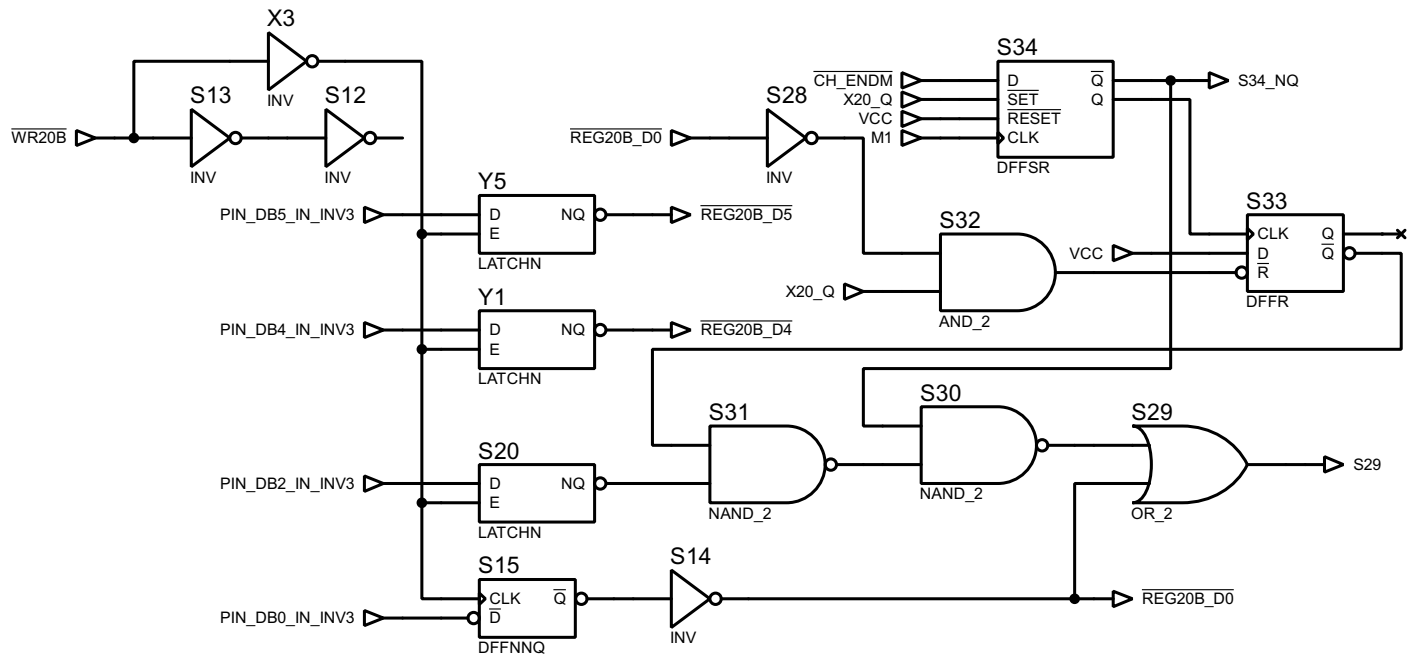 X3
INV
S13
INV
S12
INV
WR20B
PIN_DB5_IN_INV3
Y5
D
E
NQ
LATCHN
REG20B_D5
PIN_DB4_IN_INV3
Y1
D
E
NQ
LATCHN
REG20B_D4
PIN_DB2_IN_INV3
S20
D
E
NQ
LATCHN
PIN_DB0_IN_INV3
S15
CLK
D
Q
DFFNNQ
S14
INV
REG20B_D0
REG20B_D0
S28
INV
CH_ENDM
X20_Q
VCC
M1
S34
D
SET
RESET
CLK
Q
Q
DFFSR
S34_NQ
X20_Q
S32
AND_2
VCC
S33
CLK
D
R
Q
Q
DFFR
S31
NAND_2
S30
NAND_2
S29
OR_2
S29